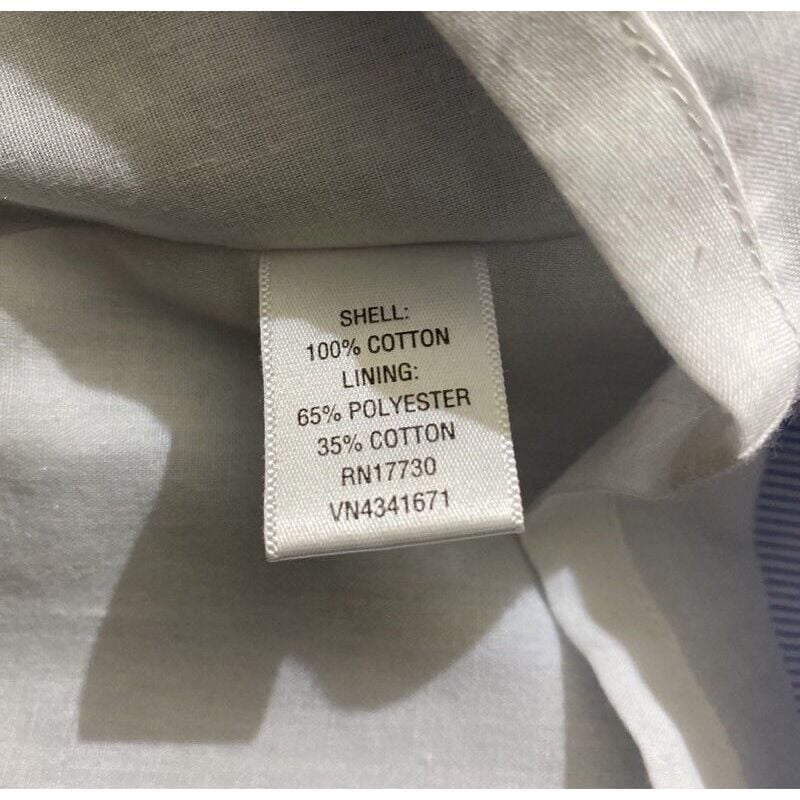 SHELL:
100% COTTON
LINING:
65% POLYESTER
35% COTTON
RN17730
VN4341671